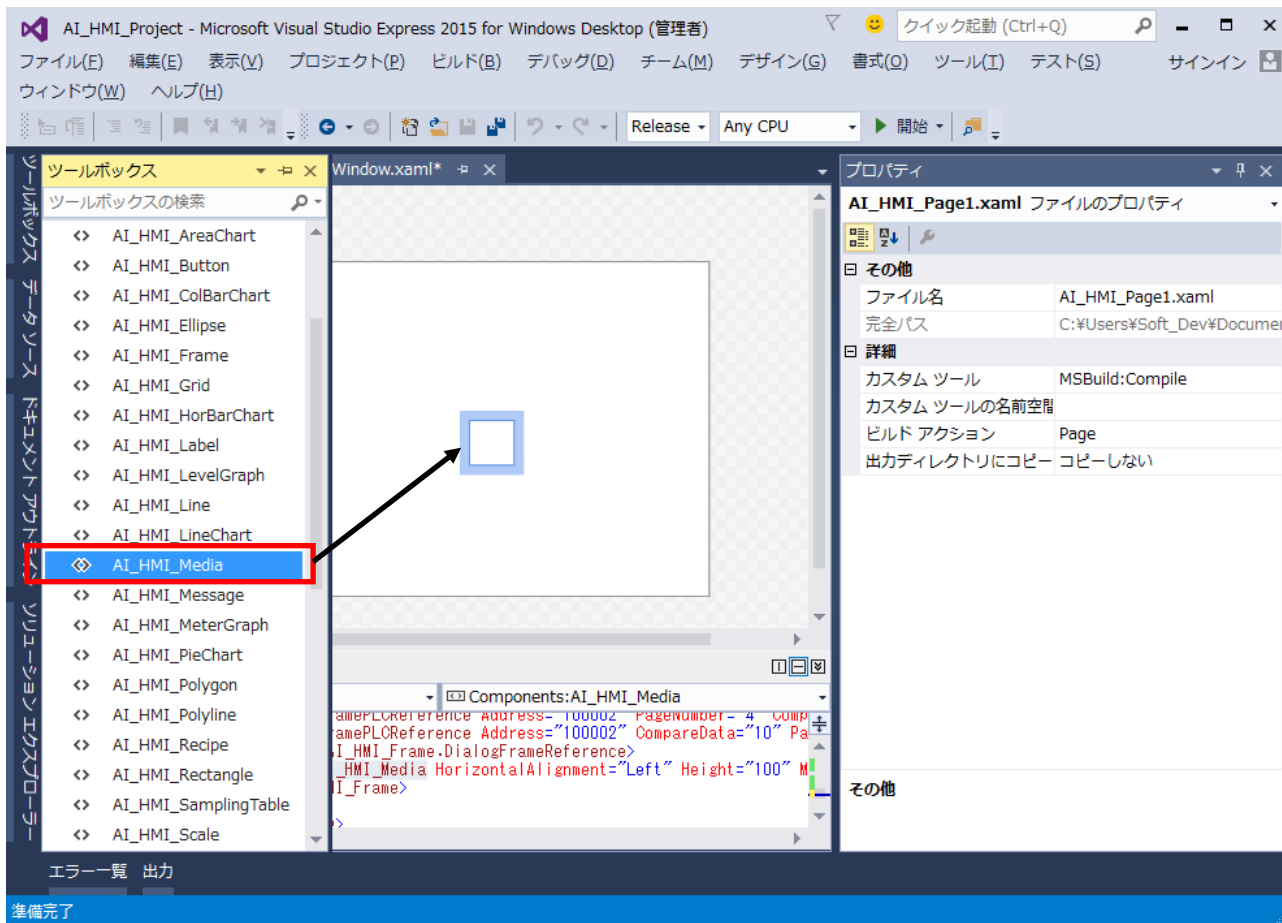 AI_HMI_Project - Microsoft Visual Studio Express 2015 for Windows Desktop (管理者)
クイック起動 (Ctrl+Q)
ファイル(F) 編集(E) 表示(V) プロジェクト(P) ビルド(B) デバッグ(D) チーム(M) デザイン(G) 書式(O) ツール(T) テスト(S) サインイン
ウィンドウ(W) ヘルプ(H)
Release Any CPU 開始
ツールボックス
データ ソース
ドキュメント アウトライン
ソリューション エクスプローラー
ツールボックス
ツールボックスの検索
AI_HMI_AreaChart
AI_HMI_Button
AI_HMI_ColBarChart
AI_HMI_Ellipse
AI_HMI_Frame
AI_HMI_Grid
AI_HMI_HorBarChart
AI_HMI_Label
AI_HMI_LevelGraph
AI_HMI_Line
AI_HMI_LineChart
AI_HMI_Media
AI_HMI_Message
AI_HMI_MeterGraph
AI_HMI_PieChart
AI_HMI_Polygon
AI_HMI_Polyline
AI_HMI_Recipe
AI_HMI_Rectangle
AI_HMI_SamplingTable
AI_HMI_Scale
Window.xaml*
Components:AI_HMI_Media
amePLCReference Address="100002" PageNumber="4" Comp
amePLCReference Address="100002" CompareData="10" Pa
I_HMI_Frame.DialogFrameReference>
_HMI_Media HorizontalAlignment="Left" Height="100" M
I_Frame>
>
プロパティ
AI_HMI_Page1.xaml ファイルのプロパティ
その他
ファイル名 AI_HMI_Page1.xaml
完全パス C:¥Users¥Soft_Dev¥Documen
詳細
カスタム ツール MSBuild:Compile
カスタム ツールの名前空間
ビルド アクション Page
出力ディレクトリにコピー コピーしない
その他
エラー一覧 出力
準備完了